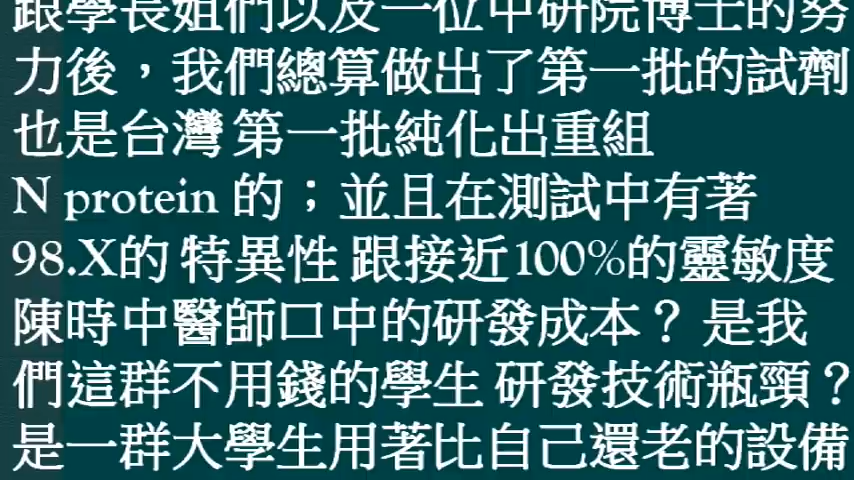 跟學長姐們以及一位中研院博士的努
力後，我們總算做出了第一批的試劑
也是台灣 第一批純化出重組
N protein 的；並且在測試中有著
98.X的 特異性 跟接近100%的靈敏度
陳時中醫師口中的研發成本？ 是我
們這群不用錢的學生 研發技術瓶頸？
是一群大學生用著比自己還老的設備